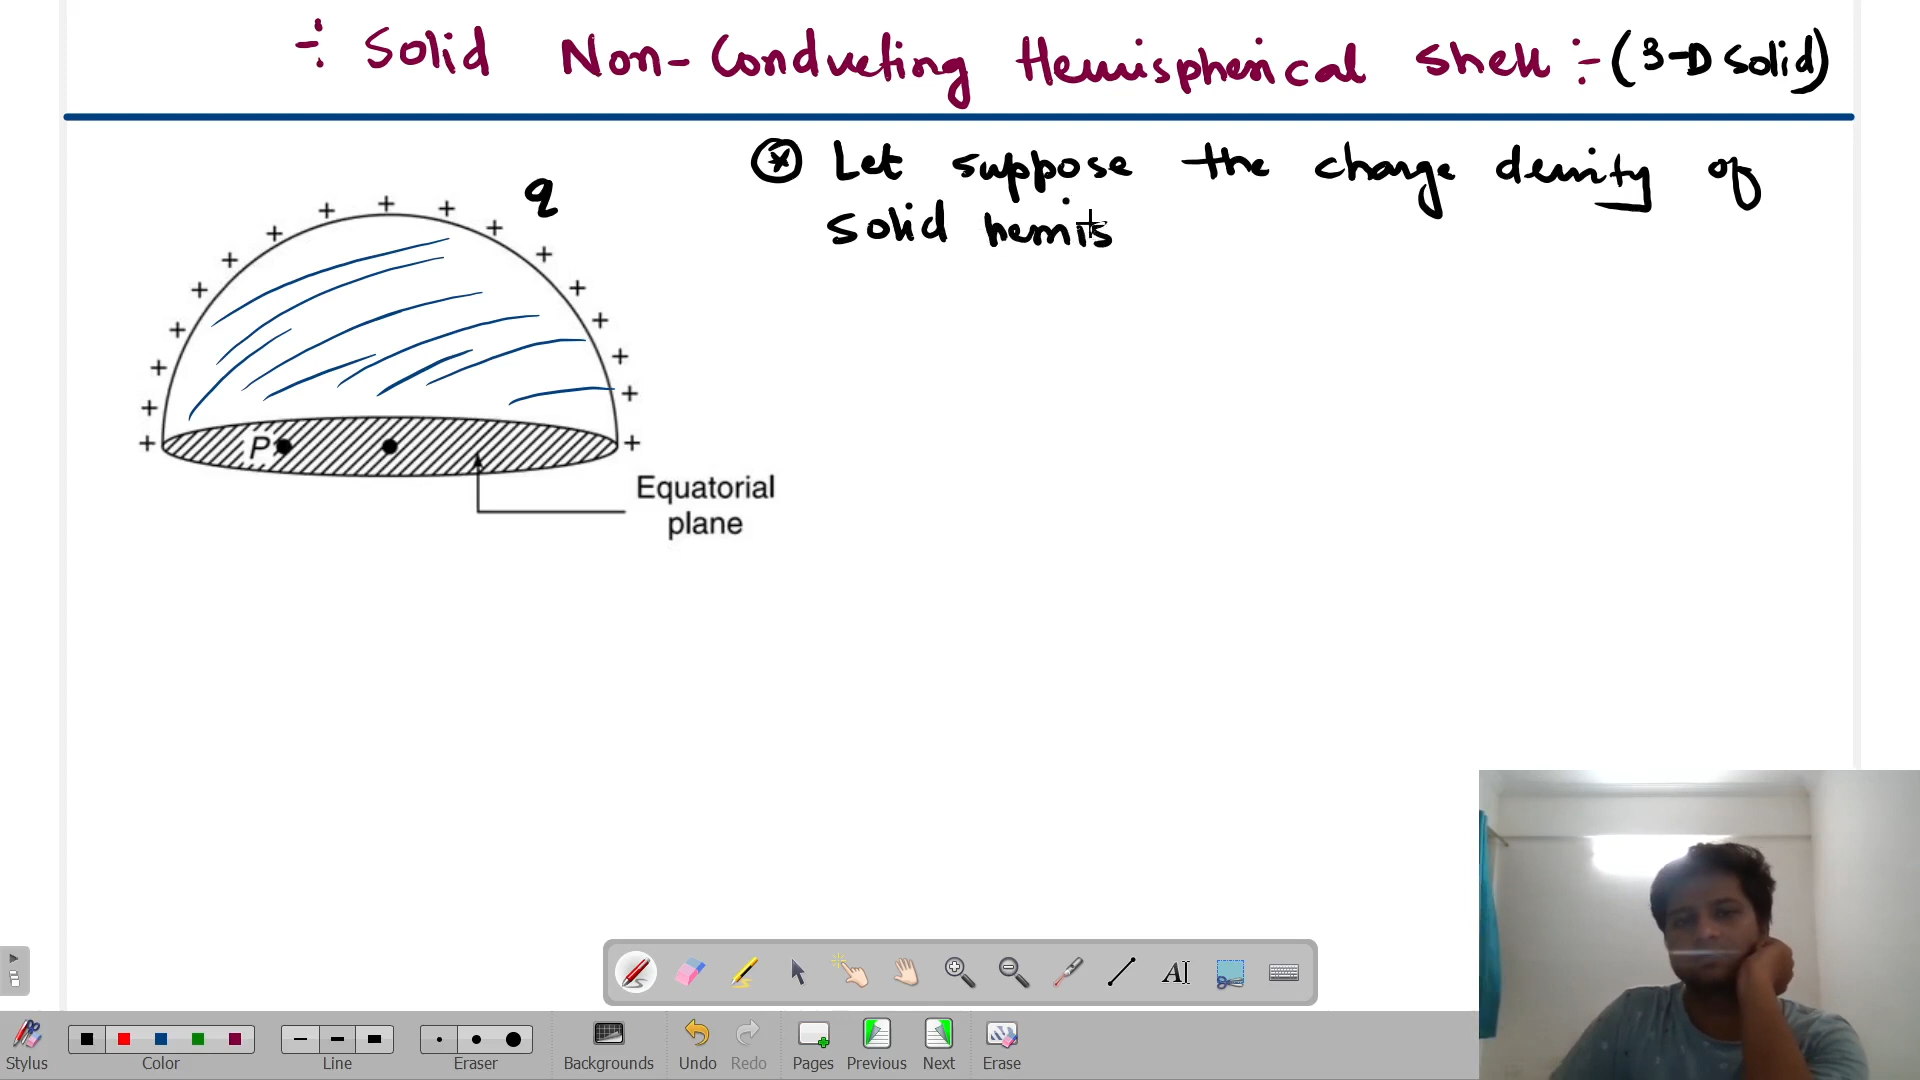 ÷ Solid Non-Conducting Hemispherical Shell ÷ (3-D Solid)
⊛ Let suppose the charge density of
solid hemis
q
P
Equatorial
plane
Stylus
Color
Line
Eraser
Backgrounds
Undo
Redo
Pages
Previous
Next
Erase